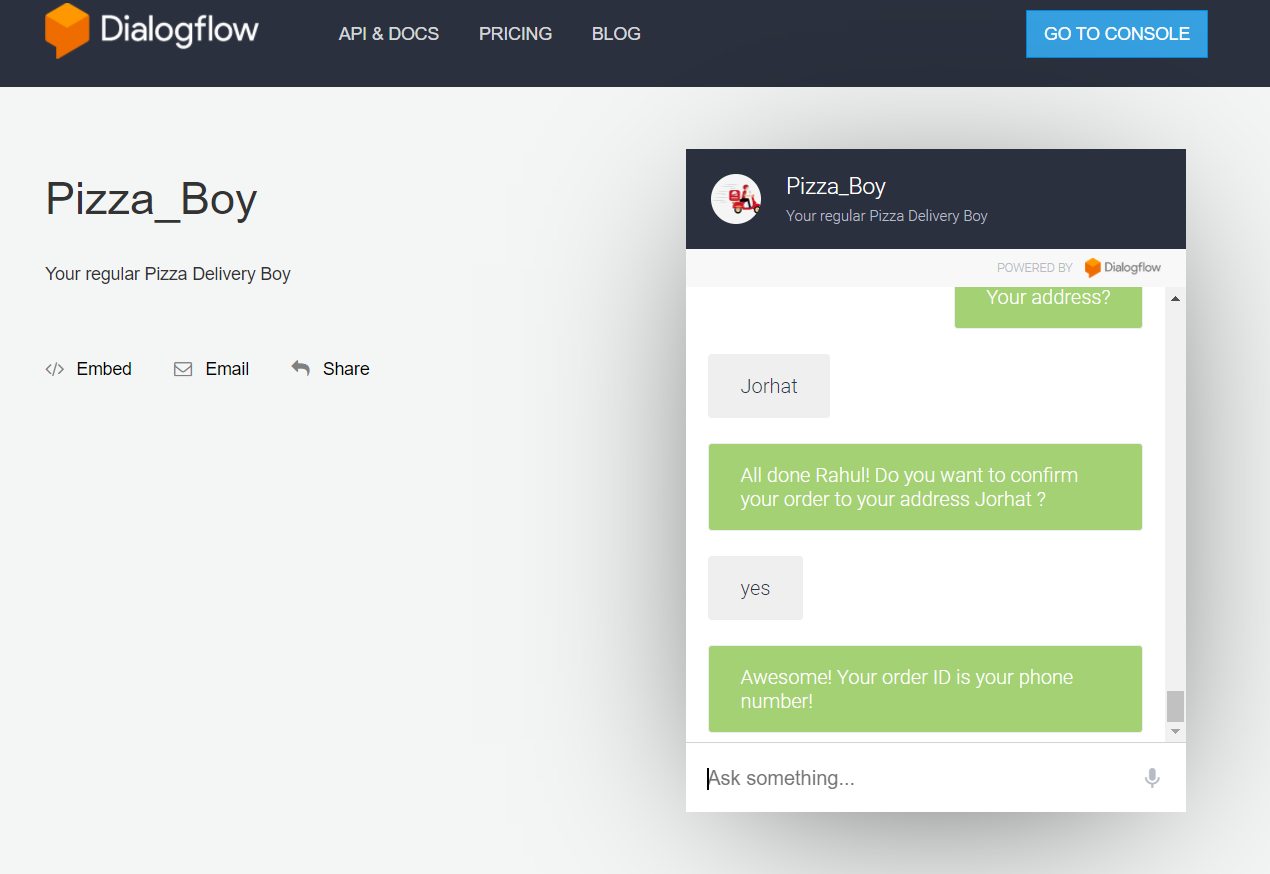 Dialogflow
API & DOCS
PRICING
BLOG
GO TO CONSOLE
Pizza_Boy
Your regular Pizza Delivery Boy
Embed
Email
Share
Pizza_Boy
Your regular Pizza Delivery Boy
POWERED BY Dialogflow
Your address?
Jorhat
All done Rahul! Do you want to confirm
your order to your address Jorhat ?
yes
Awesome! Your order ID is your phone
number!
Ask something...